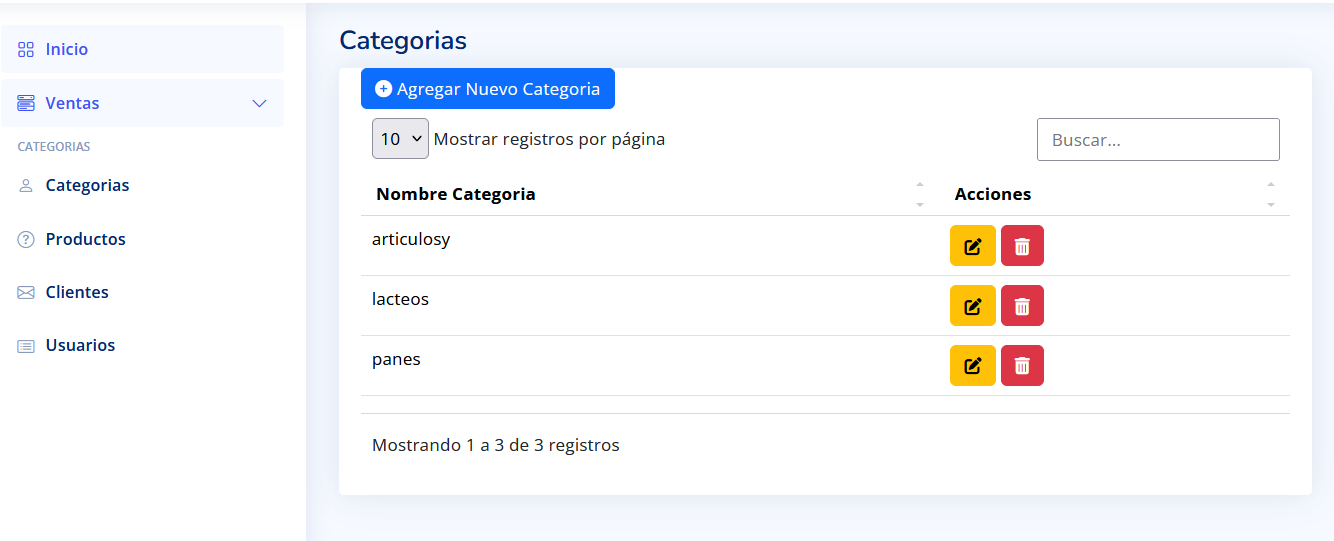 Inicio
Ventas
CATEGORIAS
Categorias
Productos
Clientes
Usuarios
Categorias
Agregar Nuevo Categoria
10 Mostrar registros por página
Buscar...
Nombre Categoria Acciones
articulosy
lacteos
panes
Mostrando 1 a 3 de 3 registros